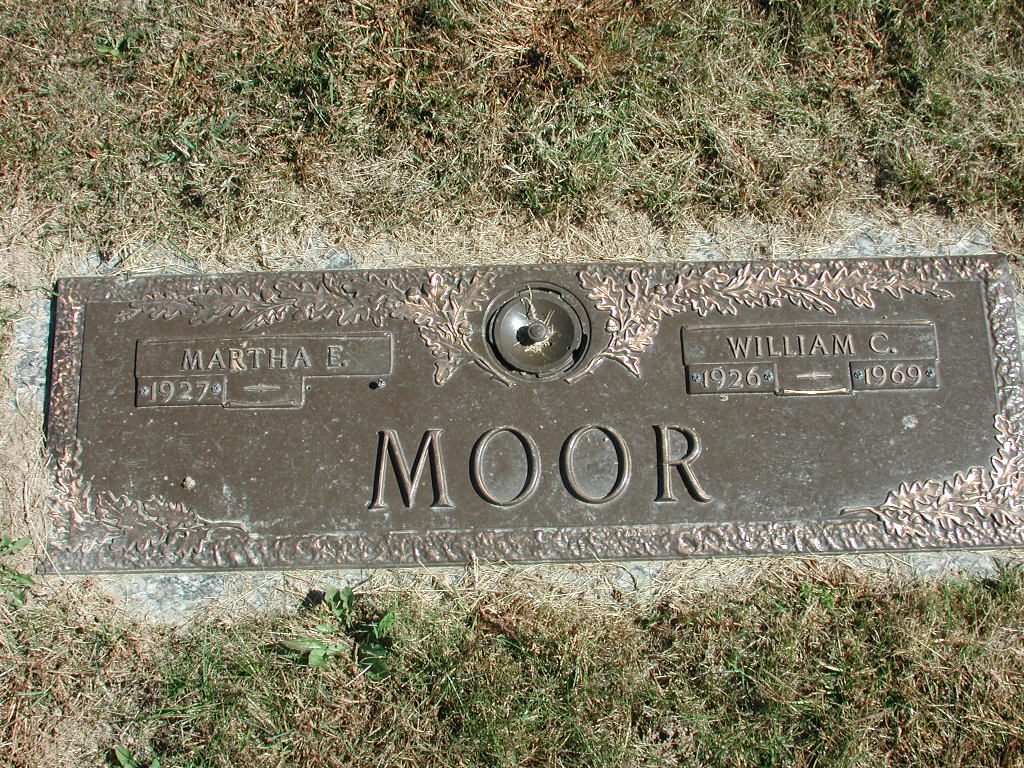 MARTHA E.
1927
WILLIAM C.
1926 1969
MOOR